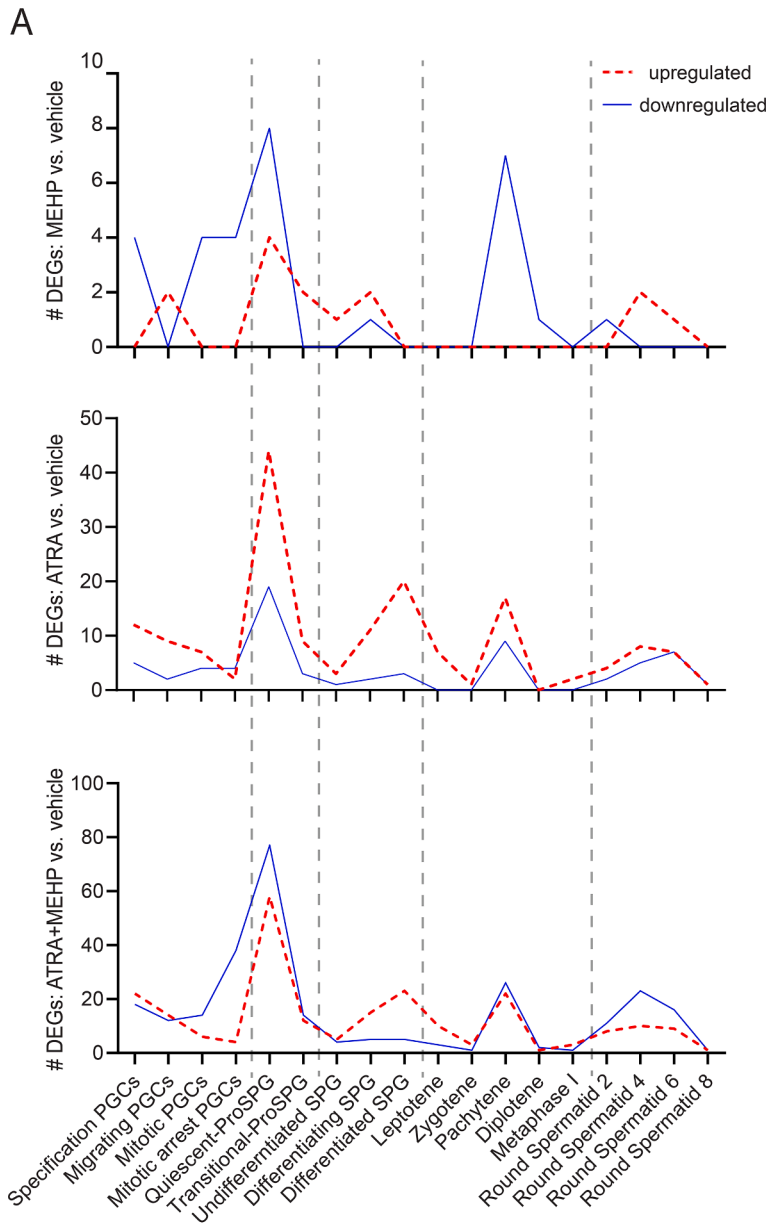 A
upregulated
downregulated
# DEGs: MEHP vs. vehicle
10
8
6
4
2
0
# DEGs: ATRA vs. vehicle
50
40
30
20
10
0
# DEGs: ATRA+MEHP vs. vehicle
100
80
60
40
20
0
Specification PGCs
Migrating PGCs
Mitotic PGCs
Mitotic arrest PGCs
Quiescent-ProSPG
Transitional-ProSPG
Undifferntiated SPG
Differentiating SPG
Differentiated SPG
Leptotene
Zygotene
Pachytene
Diplotene
Metaphase I
Round Spermatid 2
Round Spermatid 4
Round Spermatid 6
Round Spermatid 8